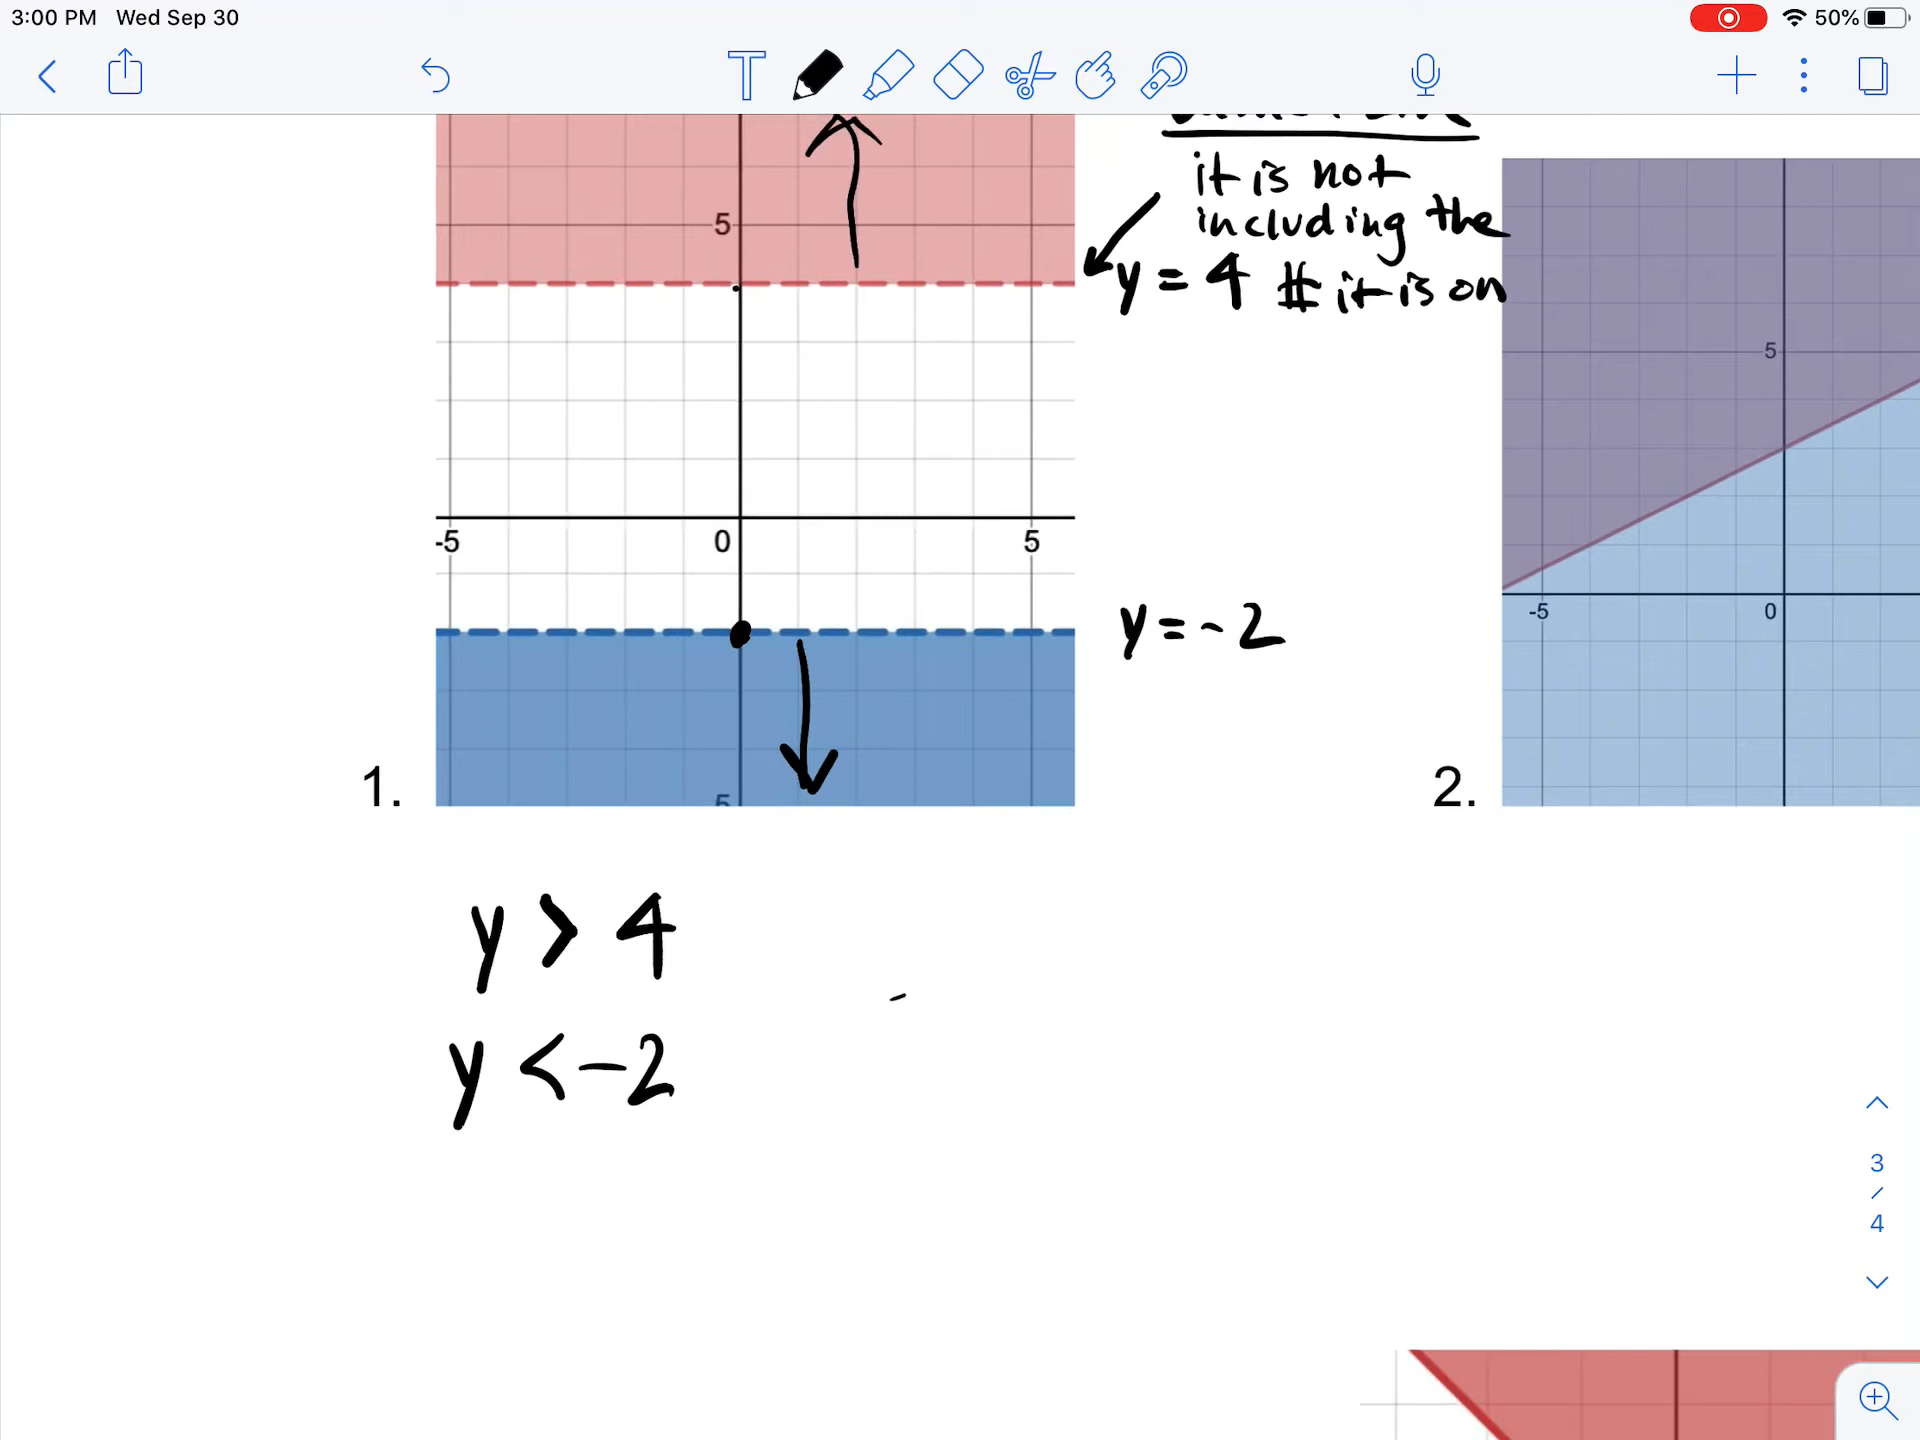 3:00 PM Wed Sep 30
50%
T
it is not
including the
y = 4 # it is on
5
-5
0
5
y = -2
5
5
-5
0
1.
2.
y > 4
y < -2
3
/
4